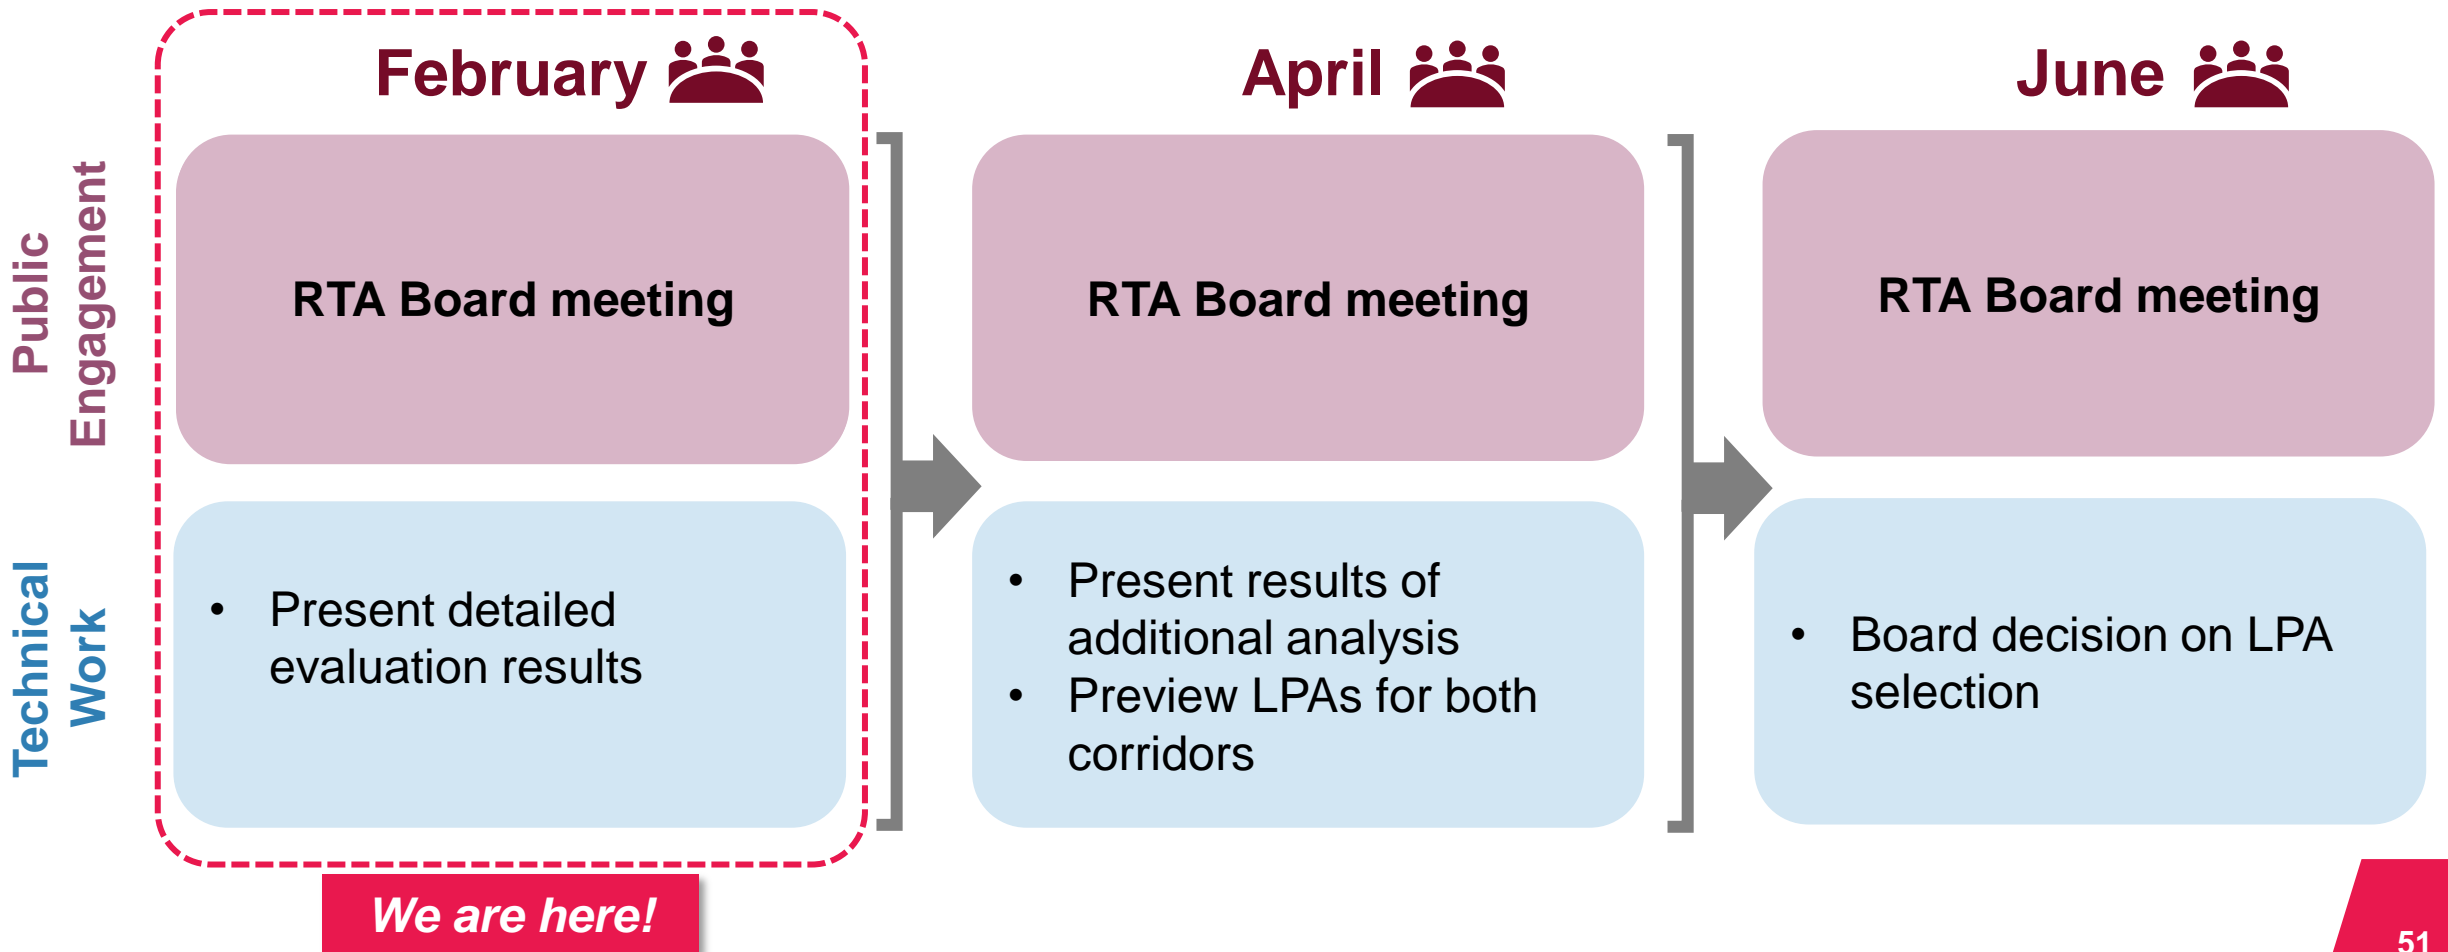 February
April
June
Public
Engagement
RTA Board meeting
RTA Board meeting
RTA Board meeting
Technical
Work
• Present detailed
evaluation results
• Present results of
additional analysis
• Preview LPAs for both
corridors
• Board decision on LPA
selection
We are here!
51